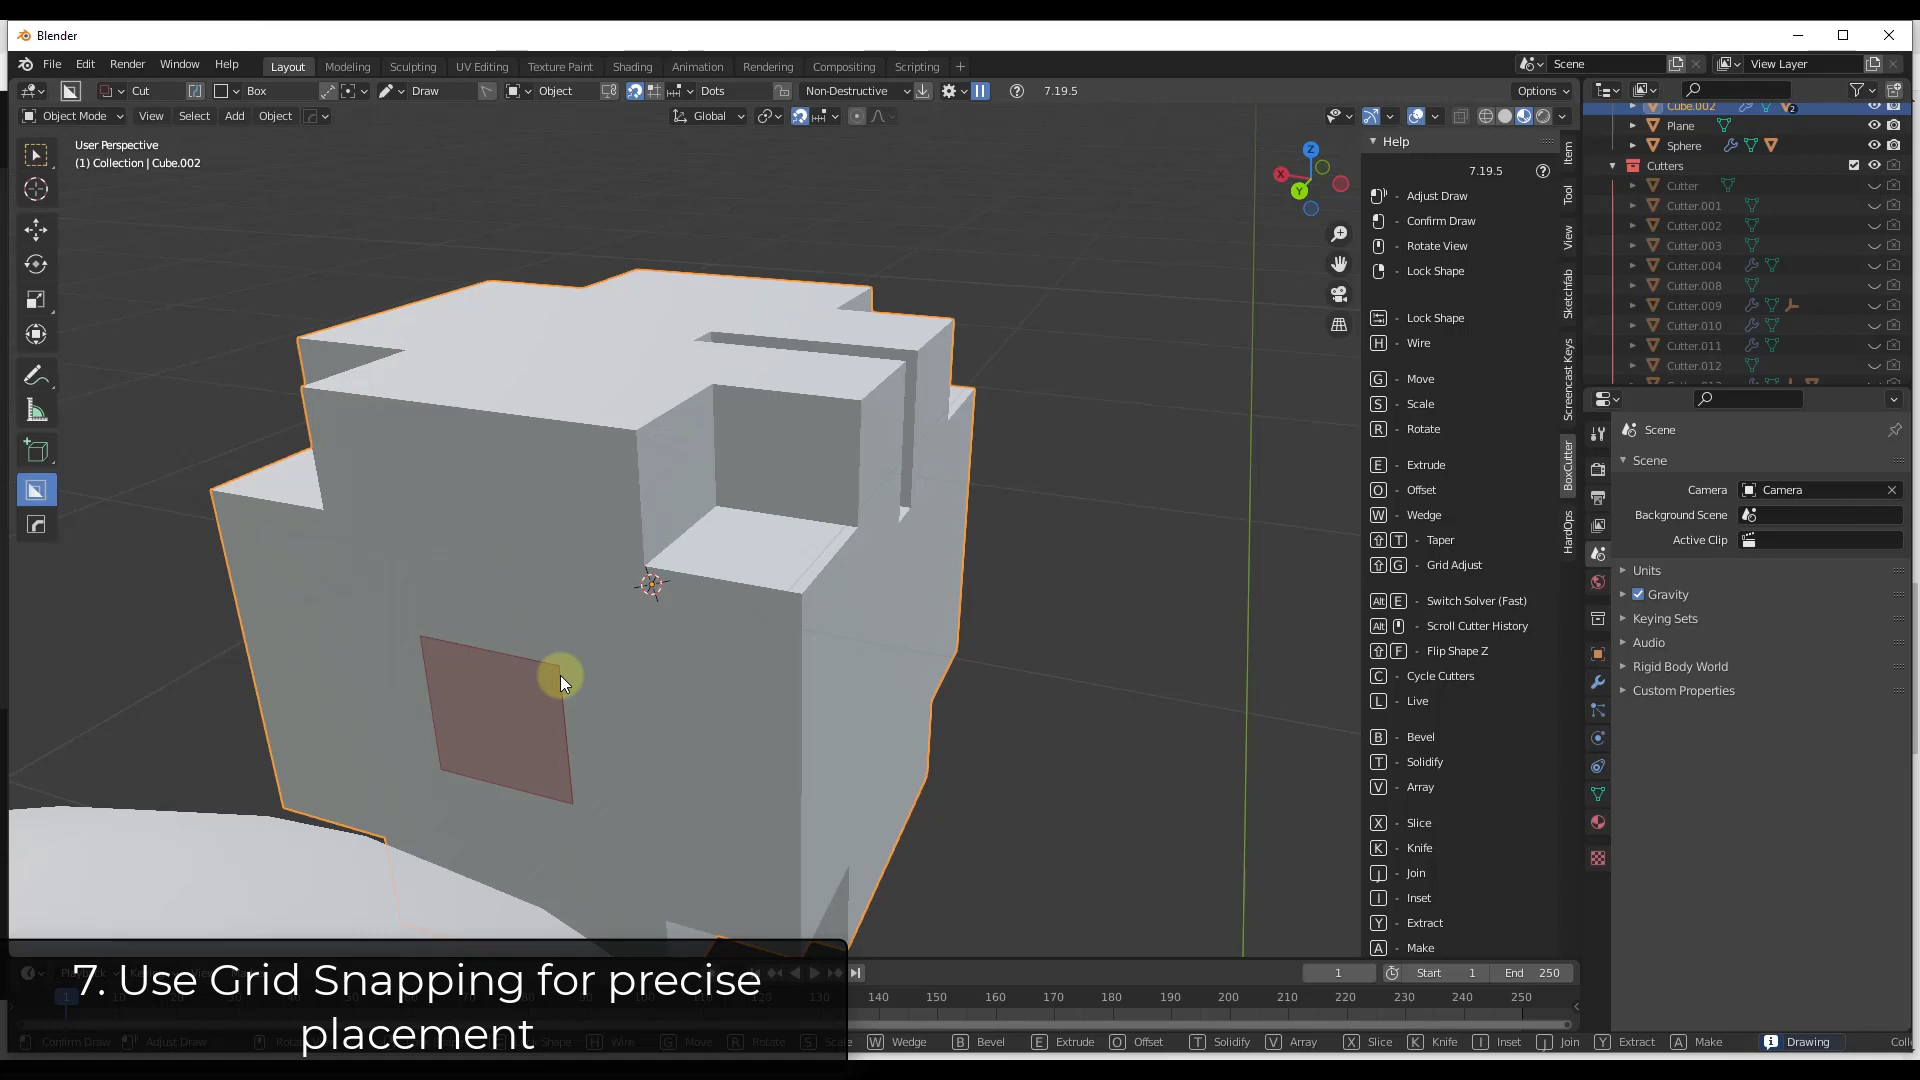 Blender
File Edit Render Window Help Layout Modeling Sculpting UV Editing Texture Paint Shading Animation Rendering Compositing Scripting + Scene View Layer
Cut Box Draw Object Dots Non-Destructive 7.19.5 Options
Object Mode View Select Add Object Global
User Perspective
(1) Collection | Cube.002
Z
X
Y
Help
7.19.5
Adjust Draw
Confirm Draw
Rotate View
Lock Shape
Lock Shape
H - Wire
G - Move
S - Scale
R - Rotate
E - Extrude
O - Offset
W - Wedge
T - Taper
G - Grid Adjust
Alt E - Switch Solver (Fast)
Alt - Scroll Cutter History
F - Flip Shape Z
C - Cycle Cutters
L - Live
B - Bevel
T - Solidify
V - Array
X - Slice
K - Knife
J - Join
I - Inset
Y - Extract
A - Make
Item
Tool
View
Sketchfab
Screencast Keys
BoxCutter
HardOps
Cube.002
2
Plane
Sphere
Cutters
Cutter
Cutter.001
Cutter.002
Cutter.003
Cutter.004
Cutter.008
Cutter.009
Cutter.010
Cutter.011
Cutter.012
Scene
Scene
Camera Camera
Background Scene
Active Clip
Units
Gravity
Keying Sets
Audio
Rigid Body World
Custom Properties
7. Use Grid Snapping for precise
placement
1 Start 1 End 250
140 150 160 170 180 190 200 210 220 230 240 250
Confirm Draw Adjust Draw
W Wedge B Bevel E Extrude O Offset T Solidify V Array X Slice K Knife I Inset J Join Y Extract A Make Drawing